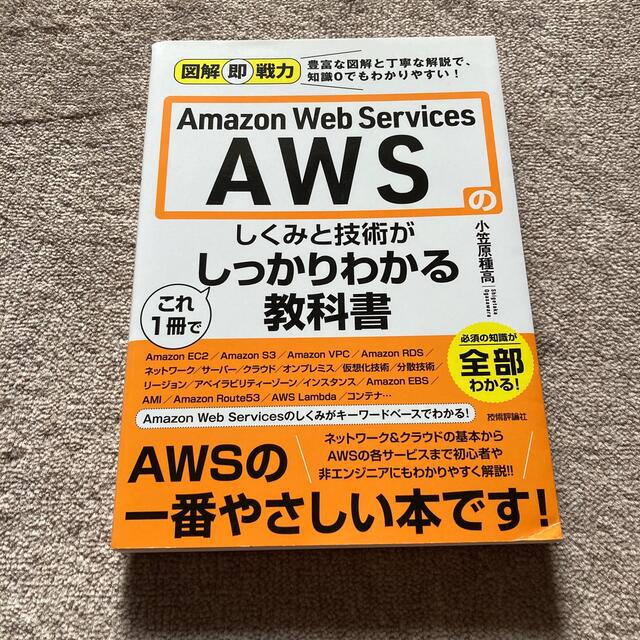 図解 即 戦力
豊富な図解と丁寧な解説で、
知識0でもわかりやすい！
Amazon Web Services
AWSの
しくみと技術が
しっかりわかる
教科書
これ
1冊で
小笠原種高
Shigetaka
Ogasawara
必須の知識が
全部
わかる！
Amazon EC2／Amazon S3／Amazon VPC／Amazon RDS／
ネットワーク／サーバー／クラウド／オンプレミス／仮想化技術／分散技術／
リージョン／アベイラビリティーゾーン／インスタンス／Amazon EBS／
AMI／Amazon Route53／AWS Lambda／コンテナ…
Amazon Web Servicesのしくみがキーワードベースでわかる！
技術評論社
ネットワーク&クラウドの基本から
AWSの各サービスまで初心者や
非エンジニアにもわかりやすく解説!!
AWSの
一番やさしい本です！